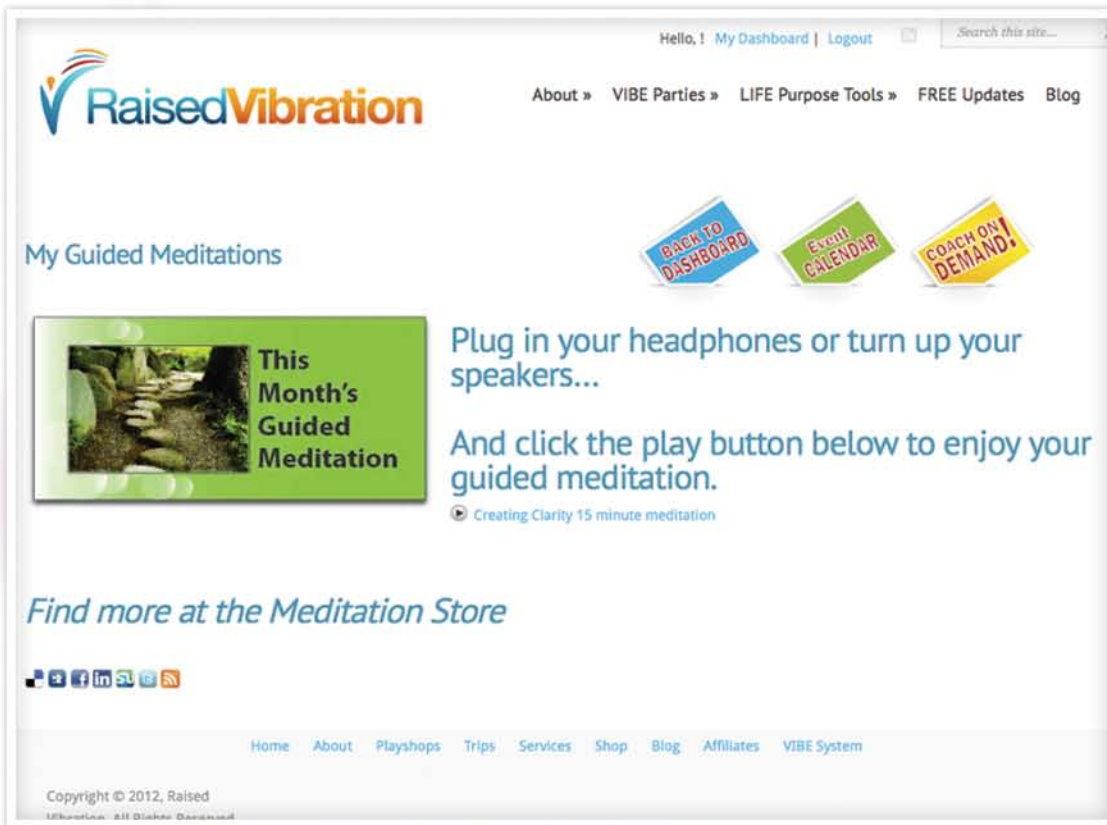 Hello, ! My Dashboard | Logout
Search this site...
RaisedVibration
About » VIBE Parties » LIFE Purpose Tools » FREE Updates Blog
My Guided Meditations
BACK TO
DASHBOARD
Event
CALENDAR
COACH ON
DEMAND!
This
Month's
Guided
Meditation
Plug in your headphones or turn up your
speakers...
And click the play button below to enjoy your
guided meditation.
Creating Clarity 15 minute meditation
Find more at the Meditation Store
Home About Playshops Trips Services Shop Blog Affiliates VIBE System
Copyright © 2012, Raised
Vibration. All Rights Reserved